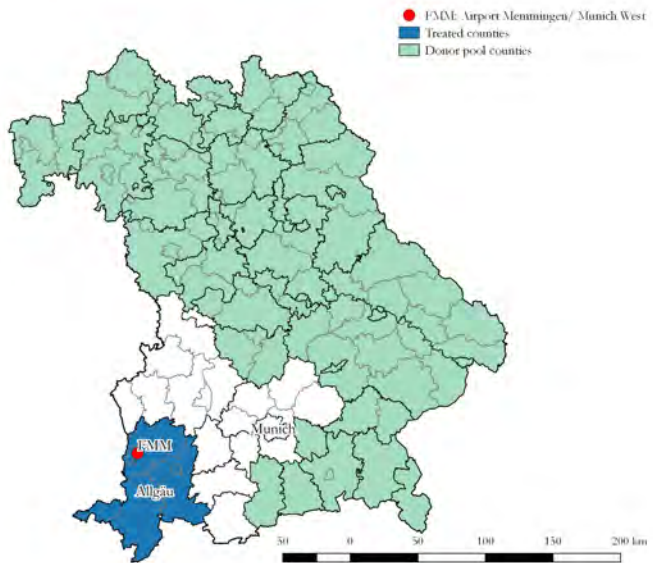 FMM: Airport Memmingen/ Munich West
Treated counties
Donor pool counties
Munich
FMM
Allgäu
50 0 50 100 150 200 km